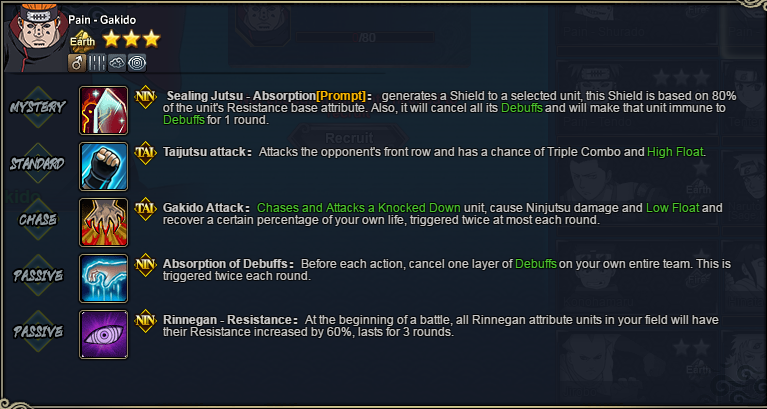 Pain - Gakido
Earth
MYSTERY
NIN Sealing Jutsu - Absorption[Prompt]： generates a Shield to a selected unit, this Shield is based on 80%
of the unit's Resistance base attribute. Also, it will cancel all its Debuffs and will make that unit immune to
Debuffs for 1 round.
STANDARD
TAI Taijutsu attack： Attacks the opponent's front row and has a chance of Triple Combo and High Float.
CHASE
TAI Gakido Attack： Chases and Attacks a Knocked Down unit, cause Ninjutsu damage and Low Float and
recover a certain percentage of your own life, triggered twice at most each round.
PASSIVE
NIN Absorption of Debuffs： Before each action, cancel one layer of Debuffs on your own entire team. This is
triggered twice each round.
PASSIVE
NIN Rinnegan - Resistance： At the beginning of a battle, all Rinnegan attribute units in your field will have
their Resistance increased by 60%, lasts for 3 rounds.
Recruit
Earth
Earth